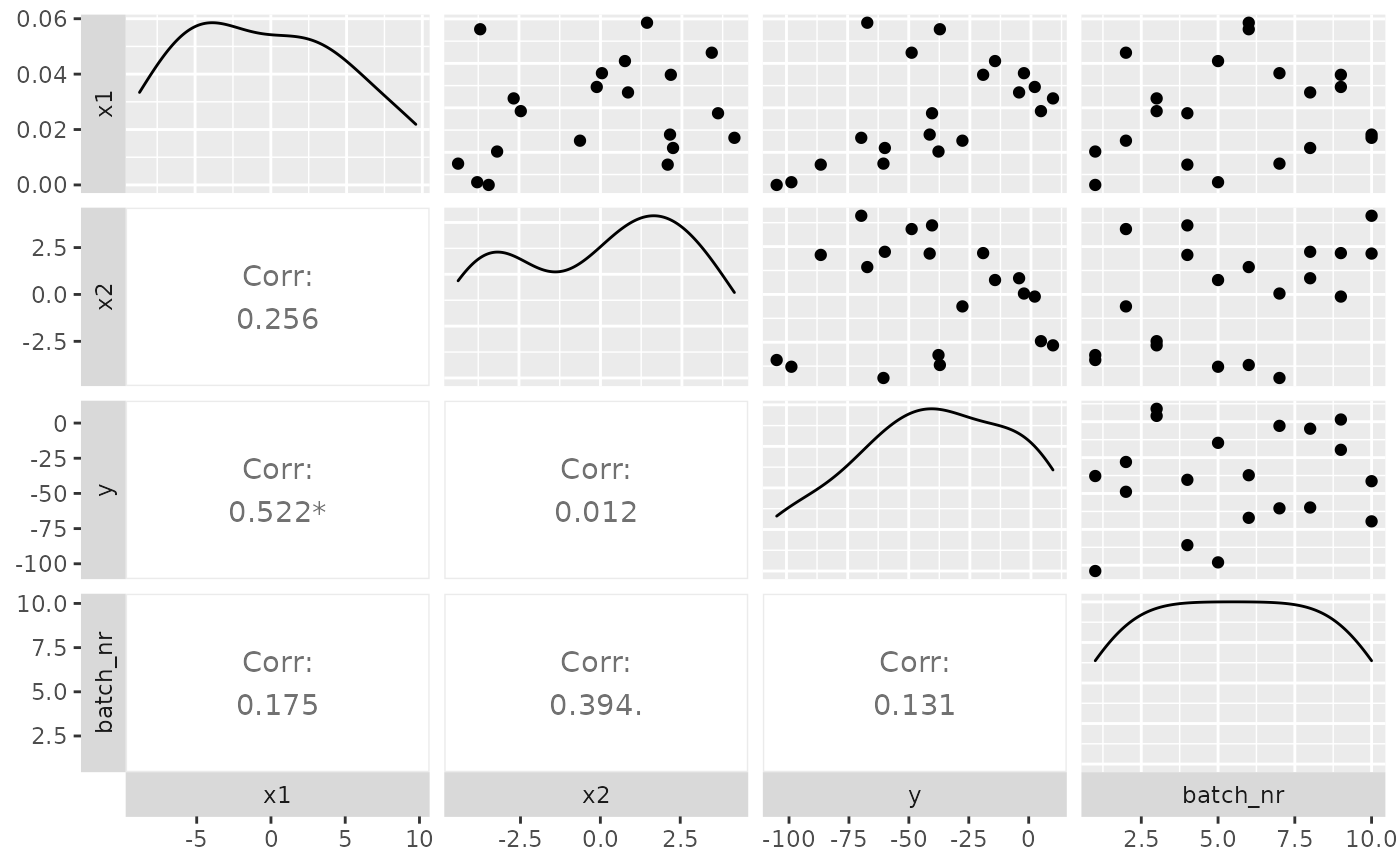 0.06
0.04
0.02
0.00
x1
2.5
0.0
-2.5
x2
Corr:
0.256
0
-25
-50
-75
-100
y
Corr:
0.522*
Corr:
0.012
10.0
7.5
5.0
2.5
batch_nr
Corr:
0.175
Corr:
0.394.
Corr:
0.131
x1
x2
y
batch_nr
-5 0 5 10
-2.5 0.0 2.5
-100 -75 -50 -25 0
2.5 5.0 7.5 10.0